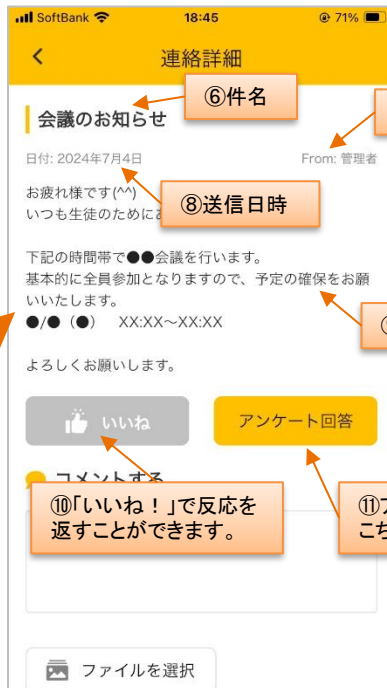 SoftBank 18:45 71%
連絡詳細
⑥件名
会議のお知らせ
日付: 2024年7月4日 From: 管理者
お疲れ様です(^^)
いつも生徒のために
⑧送信日時
下記の時間帯で●●会議を行います。
基本的に全員参加となりますので、予定の確保をお願
いいたします。
●/●（●） XX:XX～XX:XX
よろしくお願いします。
いいね アンケート回答
コメントする
⑩「いいね！」で反応を
返すことができます。
⑪
こち
ファイルを選択